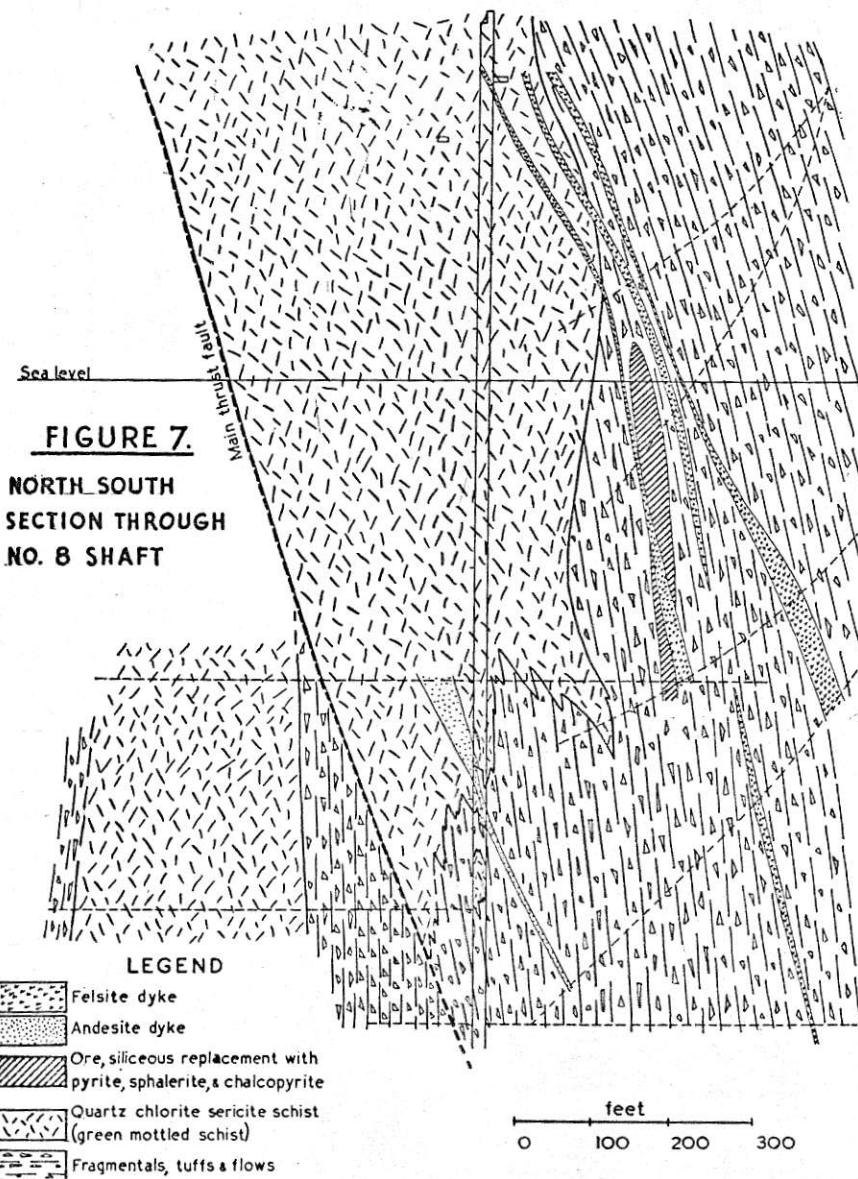 Main thrust fault
Sea level
FIGURE 7.
NORTH_SOUTH
SECTION THROUGH
NO. 8 SHAFT
LEGEND
Felsite dyke
Andesite dyke
Ore, siliceous replacement with
pyrite, sphalerite, & chalcopyrite
Quartz chlorite sericite schist
(green mottled schist)
Fragmentals, tuffs & flows
feet
0 100 200 300